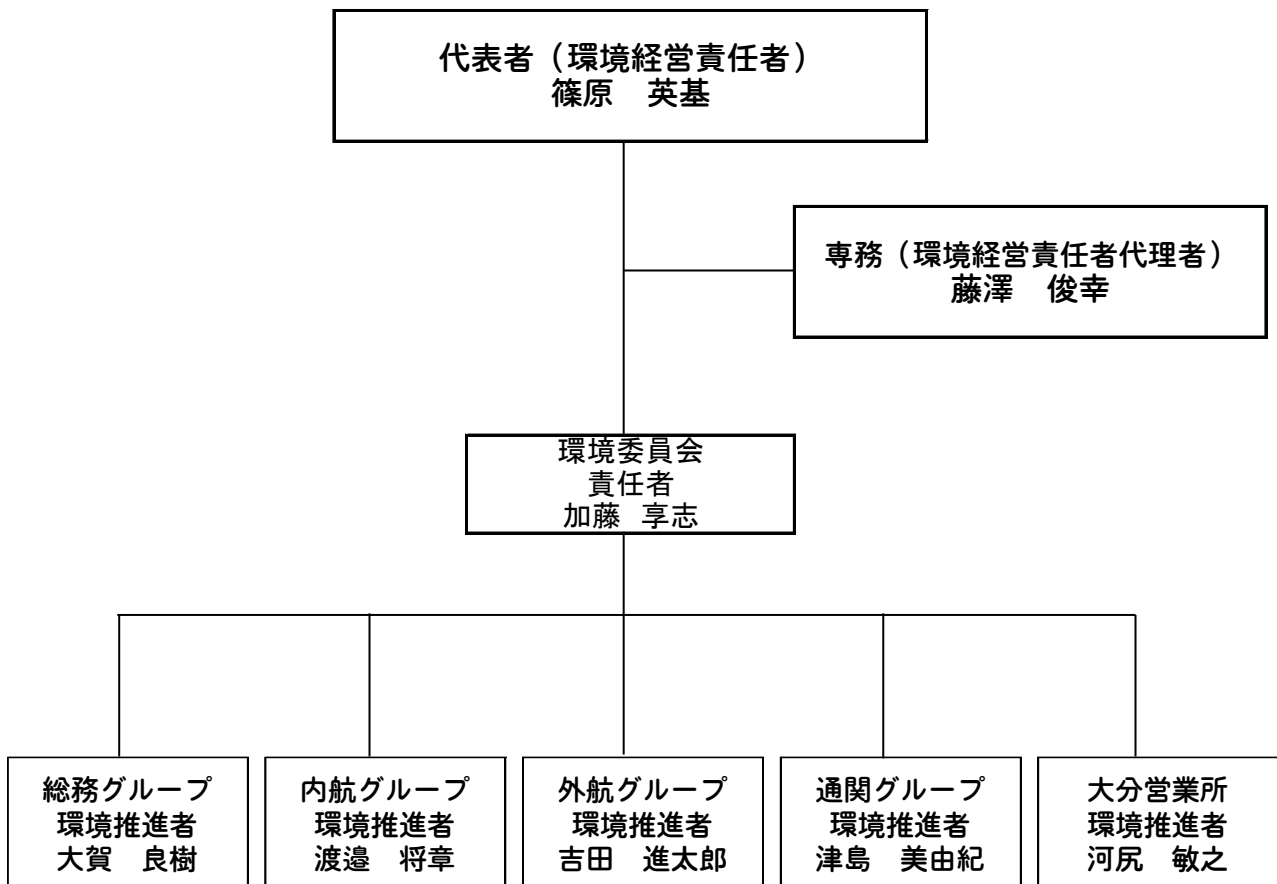 代表者（環境経営責任者）
篠原　英基
専務（環境経営責任者代理者）
藤澤　俊幸
環境委員会
責任者
加藤　享志
総務グループ
環境推進者
大賀　良樹
内航グループ
環境推進者
渡邉　将章
外航グループ
環境推進者
吉田　進太郎
通関グループ
環境推進者
津島　美由紀
大分営業所
環境推進者
河尻　敏之